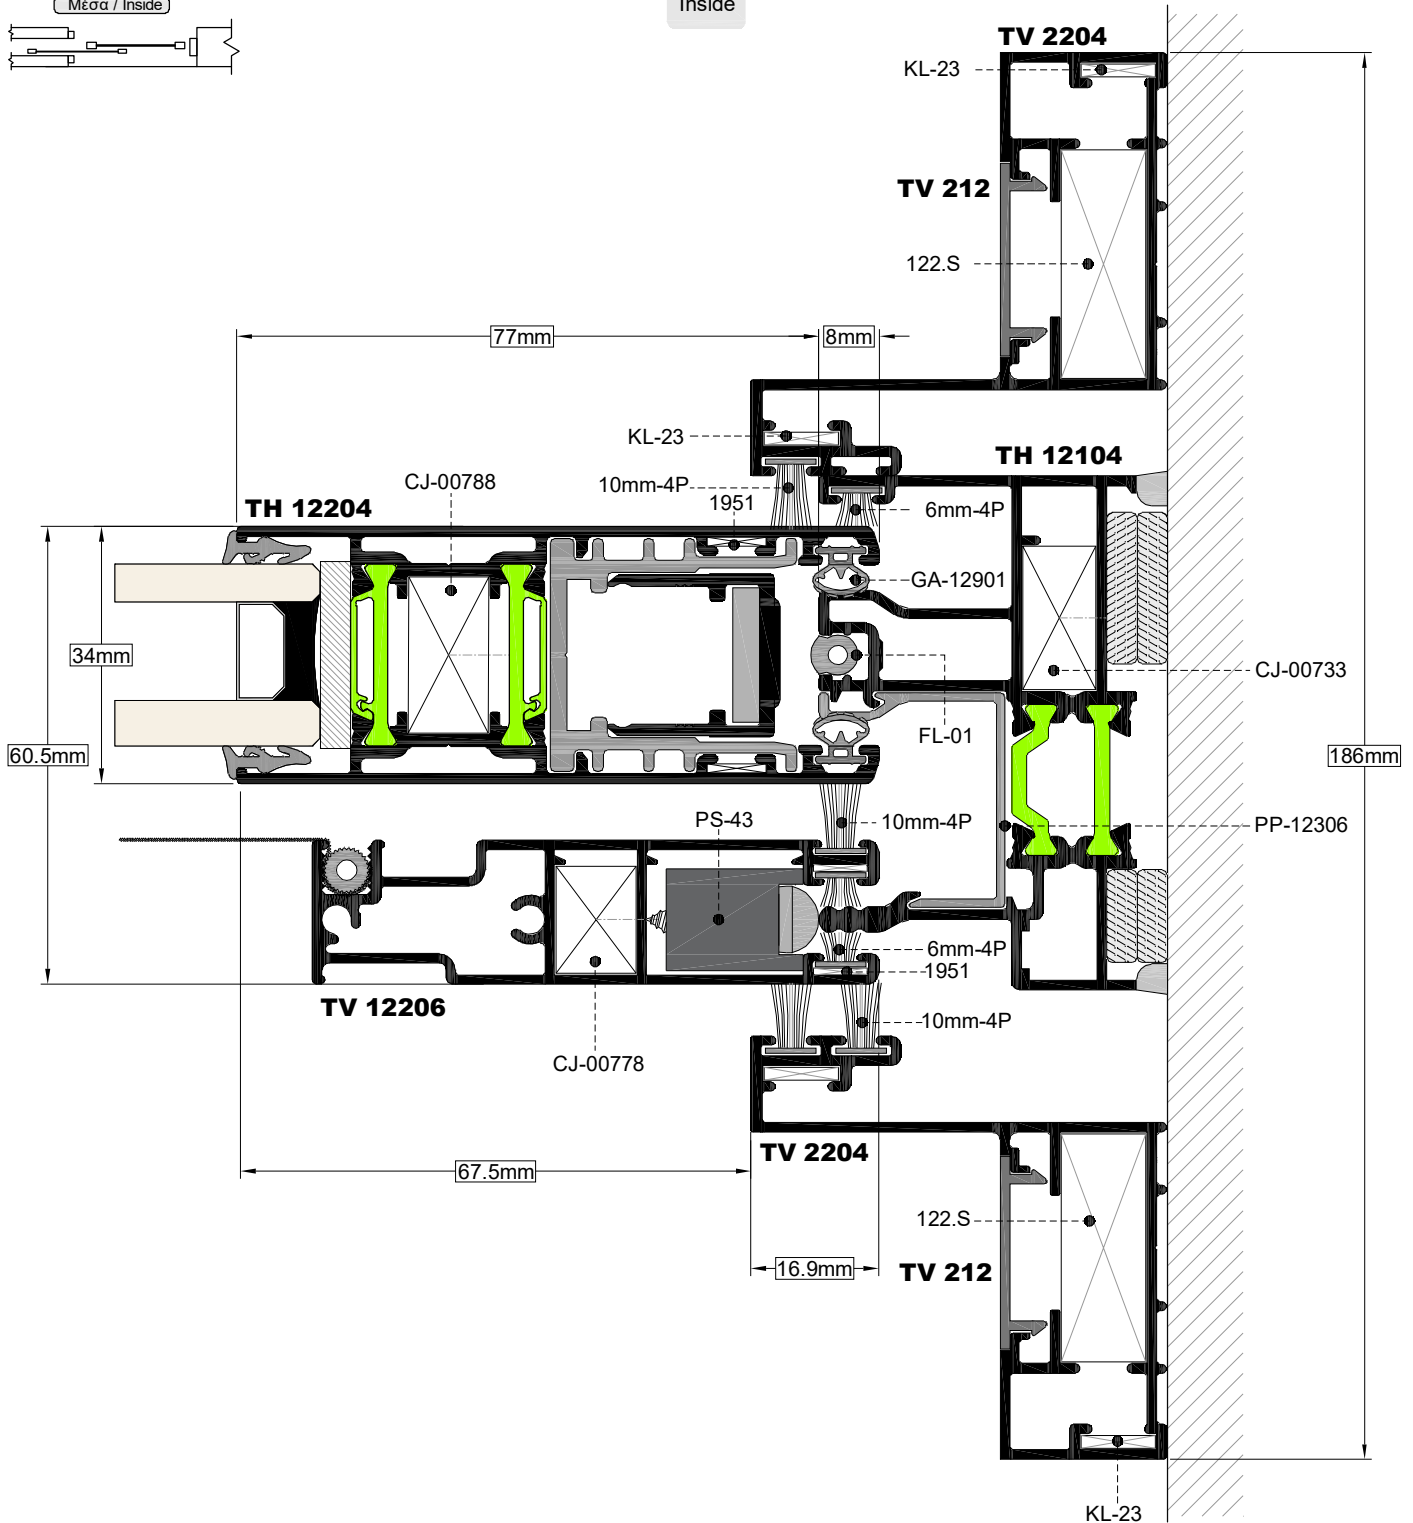 Μέσα / Inside
Inside
TV 2204
KL-23
TV 212
122.S
77mm
8mm
KL-23
TH 12104
CJ-00788
10mm-4P
1951
TH 12204
6mm-4P
GA-12901
34mm
CJ-00733
FL-01
60.5mm
186mm
PS-43
10mm-4P
PP-12306
6mm-4P
1951
TV 12206
10mm-4P
CJ-00778
TV 2204
67.5mm
122.S
16.9mm
TV 212
KL-23